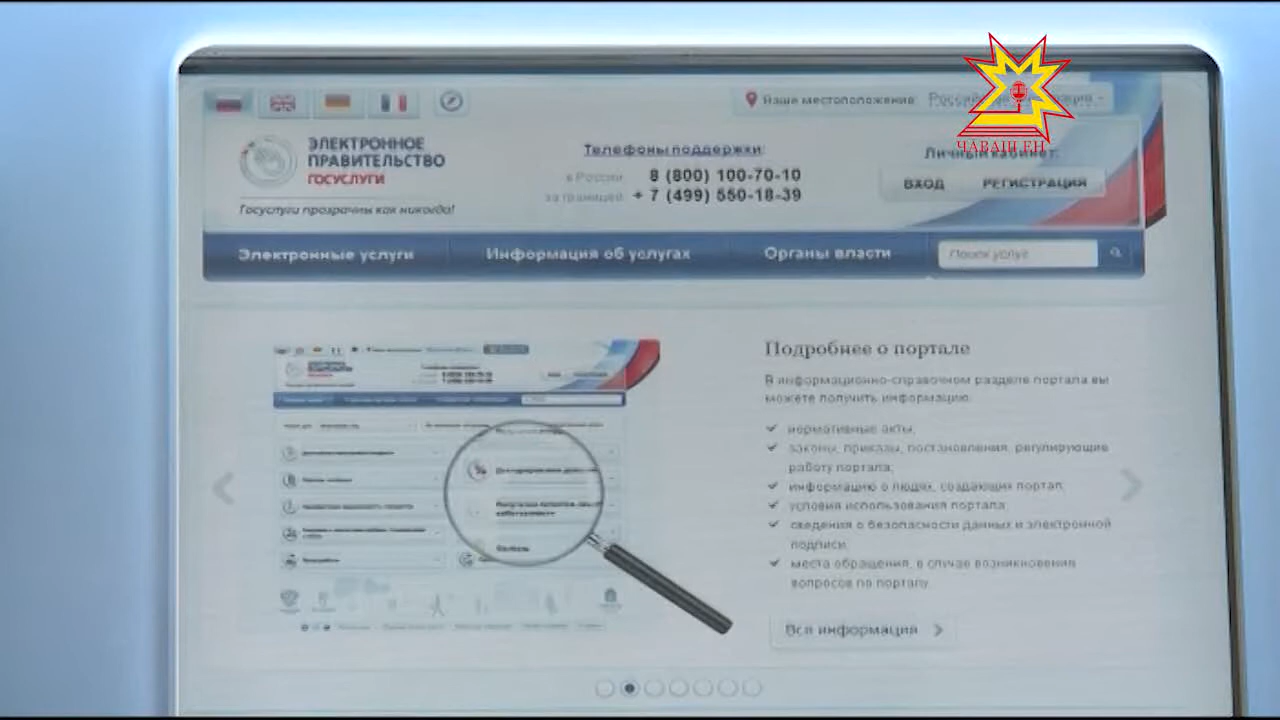 ЧĂВАШ ЕН
Ваше местоположение:
ЭЛЕКТРОННОЕ
ПРАВИТЕЛЬСТВО
ГОСУСЛУГИ
Госуслуги прозрачны как никогда!
Телефоны поддержки:
в России: 8 (800) 100-70-10
за границей: + 7 (499) 550-18-39
Личный кабинет:
ВХОД РЕГИСТРАЦИЯ
Электронные услуги Информация об услугах Органы власти Поиск услуг
Подробнее о портале
В информационно-справочном разделе портала вы
можете получить информацию:
нормативные акты;
законы, приказы, постановления, регулирующие
работу портала;
информацию о людях, создающих портал;
условия использования портала;
сведения о безопасности данных и электронной
подписи;
места обращения, в случае возникновения
вопросов по порталу.
Вся информация